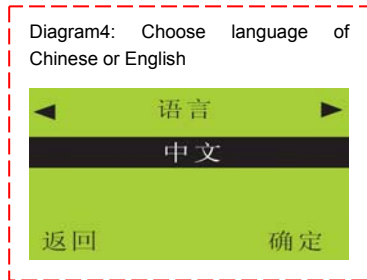 Diagram4: Choose language of
Chinese or English
◀ 语言 ▶
中文
返回 确定